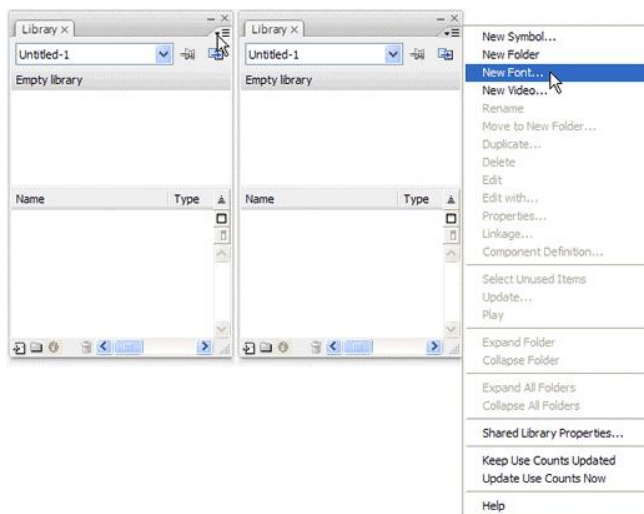 Library ×
Untitled-1
Empty library
Name Type
Library ×
Untitled-1
Empty library
Name Type
New Symbol...
New Folder
New Font...
New Video...
Rename
Move to New Folder...
Duplicate...
Delete
Edit
Edit with...
Properties...
Linkage...
Component Definition...
Select Unused Items
Update...
Play
Expand Folder
Collapse Folder
Expand All Folders
Collapse All Folders
Shared Library Properties...
Keep Use Counts Updated
Update Use Counts Now
Help